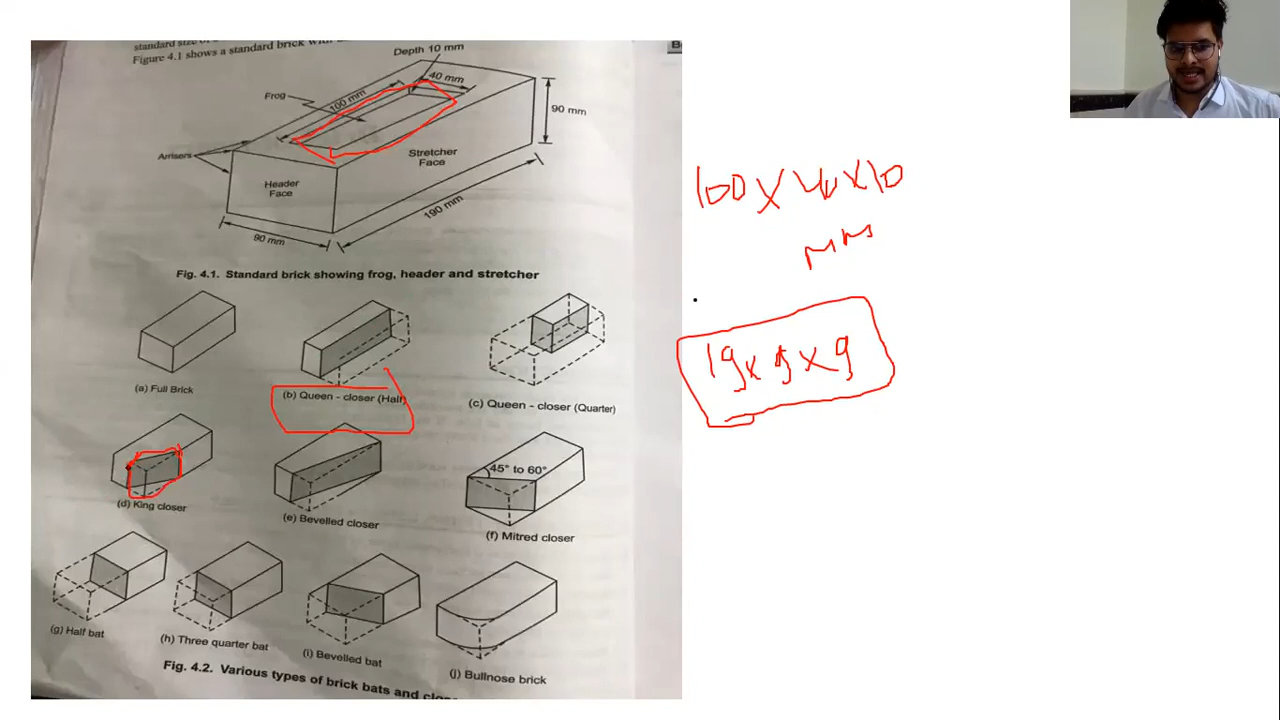 standard size of
Figure 4.1 shows a standard brick with
Depth 10 mm
40 mm
100 mm
Frog
90 mm
Arrises
Stretcher
Face
Header
Face
190 mm
90 mm
Fig. 4.1. Standard brick showing frog, header and stretcher
(a) Full Brick
(b) Queen - closer (Half)
(c) Queen - closer (Quarter)
45° to 60°
(d) King closer
(e) Bevelled closer
(f) Mitred closer
(g) Half bat
(h) Three quarter bat
(i) Bevelled bat
(j) Bullnose brick
Fig. 4.2. Various types of brick bats and clo
100 X 40 X 10
MM
19 x 9 x 9